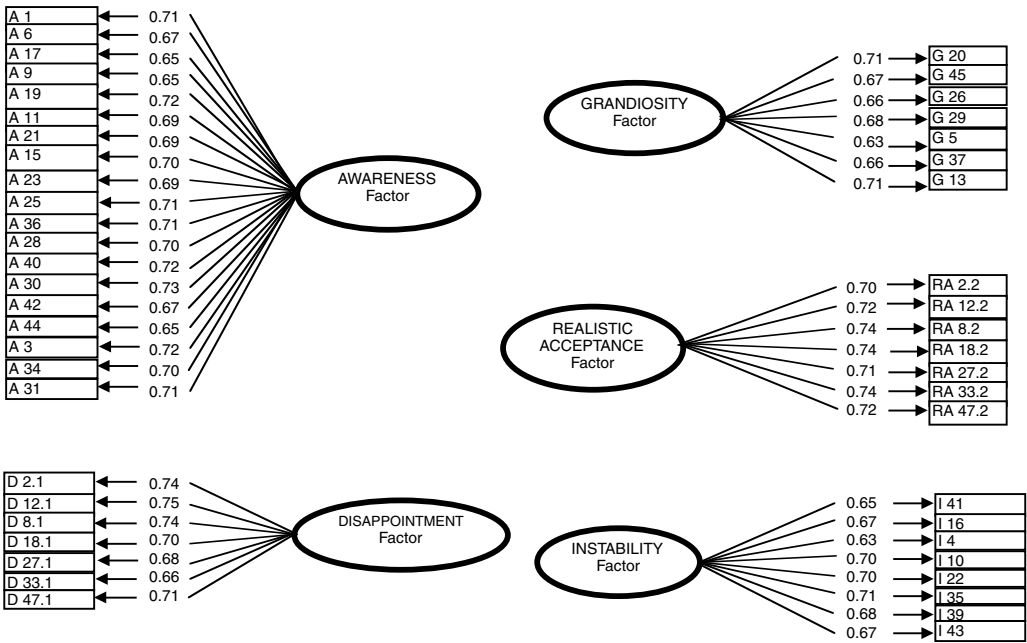 A 1 0.71
A 6 0.67
A 17 0.65
A 9 0.65
A 19 0.72
A 11 0.69
A 21 0.69
A 15 0.70
A 23 0.69
A 25 0.71
A 36 0.71
A 28 0.70
A 40 0.72
A 30 0.73
A 42 0.67
A 44 0.65
A 3 0.72
A 34 0.70
A 31 0.71
AWARENESS
Factor
GRANDIOSITY
Factor
0.71 G 20
0.67 G 45
0.66 G 26
0.68 G 29
0.63 G 5
0.66 G 37
0.71 G 13
REALISTIC
ACCEPTANCE
Factor
0.70 RA 2.2
0.72 RA 12.2
0.74 RA 8.2
0.74 RA 18.2
0.71 RA 27.2
0.74 RA 33.2
0.72 RA 47.2
D 2.1 0.74
D 12.1 0.75
D 8.1 0.74
D 18.1 0.70
D 27.1 0.68
D 33.1 0.66
D 47.1 0.71
DISAPPOINTMENT
Factor
INSTABILITY
Factor
0.65 I 41
0.67 I 16
0.63 I 4
0.70 I 10
0.70 I 22
0.71 I 35
0.68 I 39
0.67 I 43